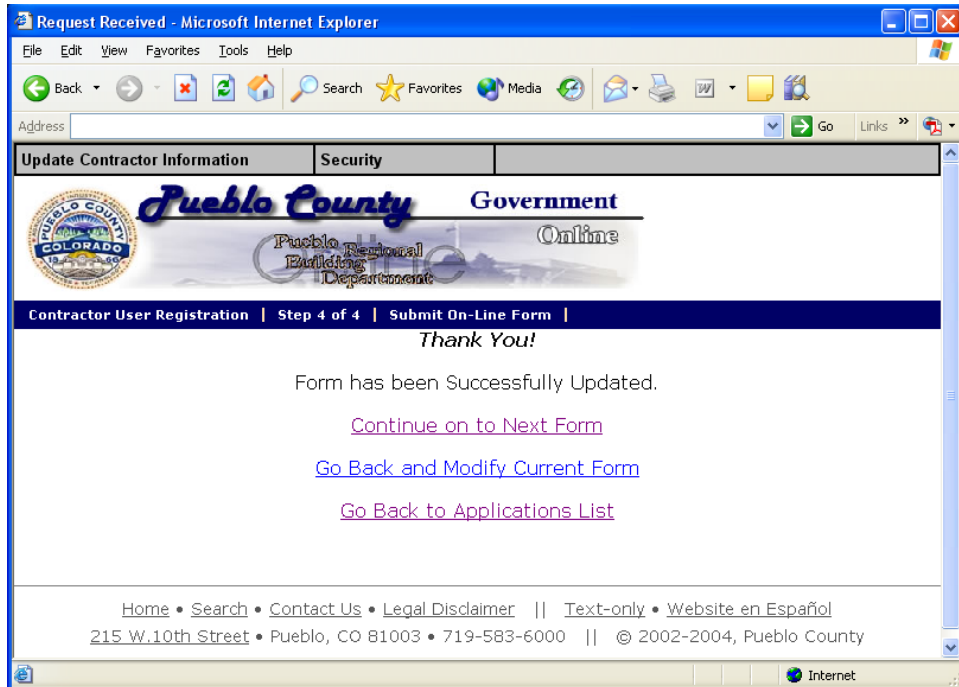 Request Received - Microsoft Internet Explorer
File Edit View Favorites Tools Help
Back Search Favorites Media W
Address Go Links »
Update Contractor Information Security
PUEBLO COUNTY
COLORADO
Pueblo County Government
Online
Pueblo Regional
Building
Department
Contractor User Registration | Step 4 of 4 | Submit On-Line Form |
Thank You!
Form has been Successfully Updated.
Continue on to Next Form
Go Back and Modify Current Form
Go Back to Applications List
Home • Search • Contact Us • Legal Disclaimer || Text-only • Website en Español
215 W.10th Street • Pueblo, CO 81003 • 719-583-6000 || © 2002-2004, Pueblo County
Internet